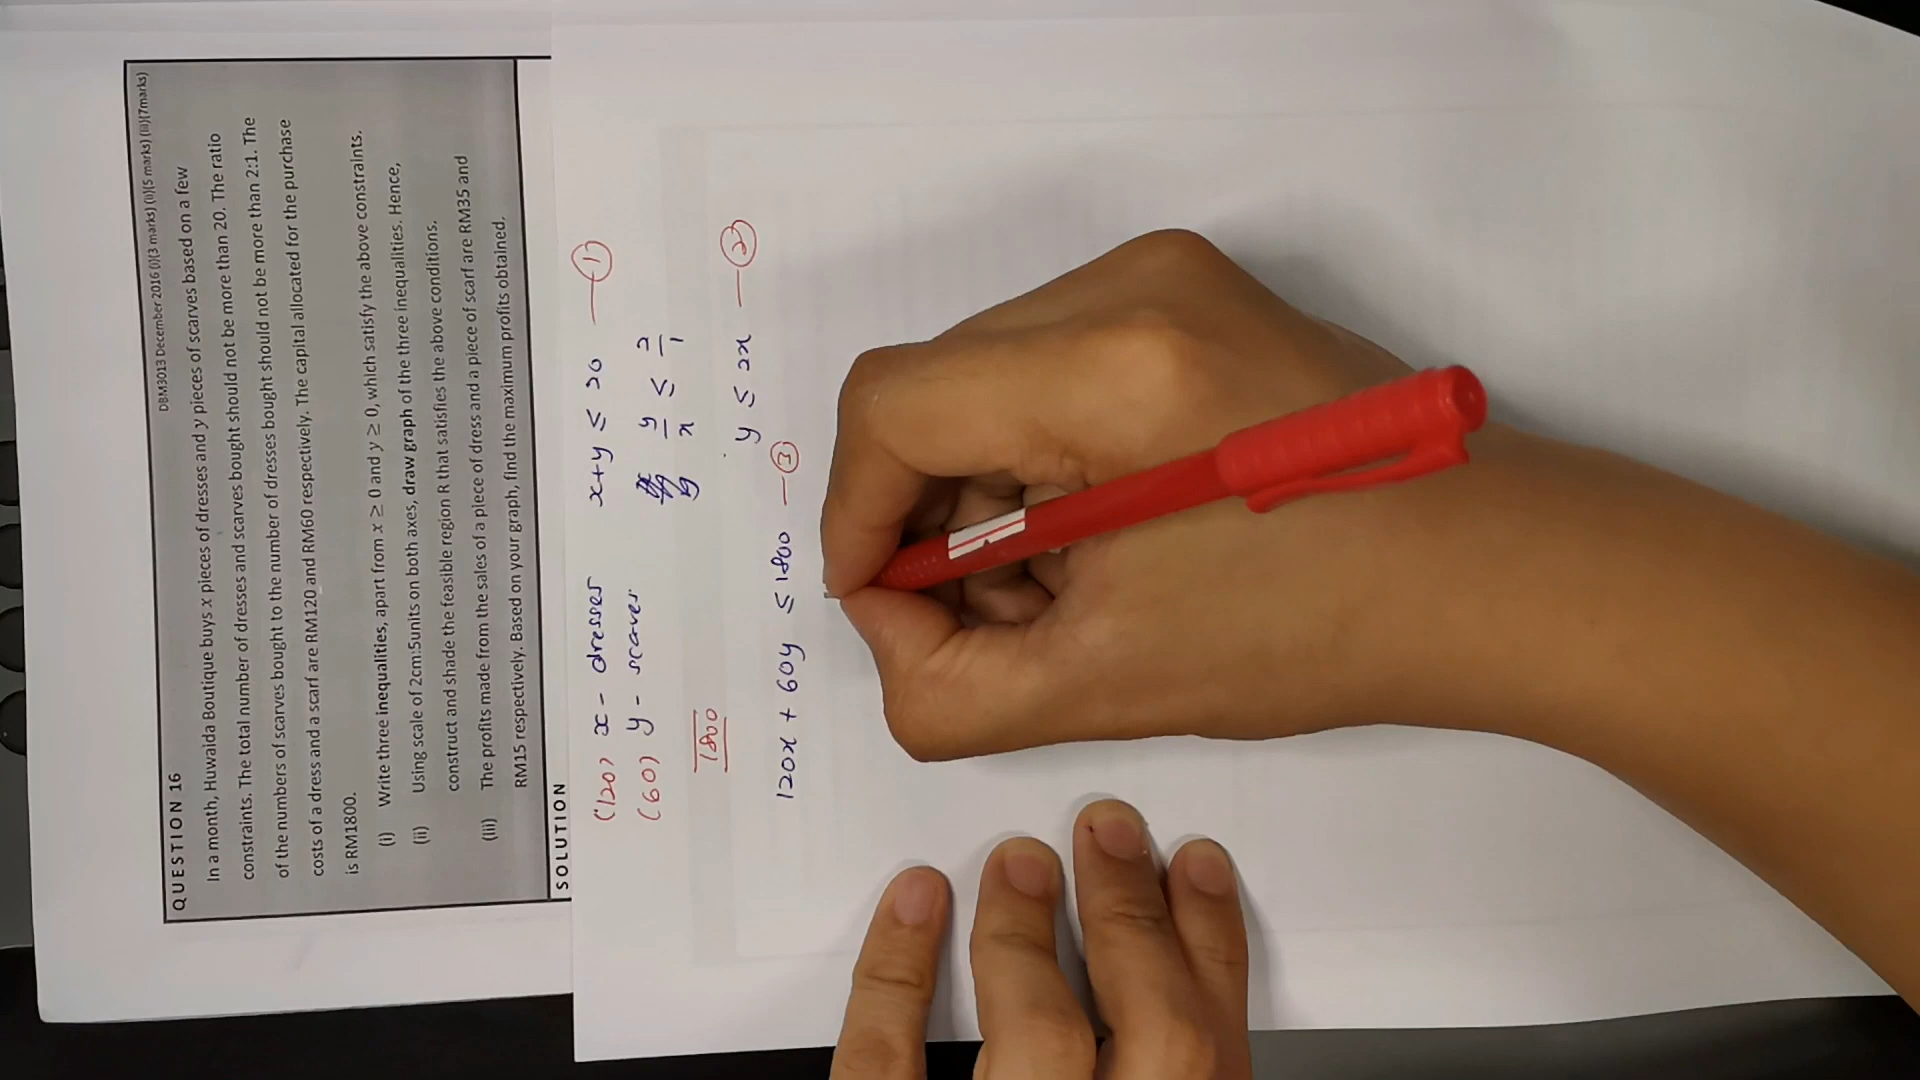 DBM3013 December 2016 (i)(3 marks) (ii)(5 marks) (iii)(7marks)
QUESTION 16
In a month, Huwaida Boutique buys x pieces of dresses and y pieces of scarves based on a few
constraints. The total number of dresses and scarves bought should not be more than 20. The ratio
of the numbers of scarves bought to the number of dresses bought should not be more than 2:1. The
costs of a dress and a scarf are RM120 and RM60 respectively. The capital allocated for the purchase
is RM1800.
(i) Write three inequalities, apart from x ≥ 0 and y ≥ 0, which satisfy the above constraints.
(ii) Using scale of 2cm:5units on both axes, draw graph of the three inequalities. Hence,
construct and shade the feasible region R that satisfies the above conditions.
(iii) The profits made from the sales of a piece of dress and a piece of scarf are RM35 and
RM15 respectively. Based on your graph, find the maximum profits obtained.
SOLUTION
(120) x - dresses x+y ≤ 20 — 1
(60) y - scarves y/x ≤ 2/1
1800
y ≤ 2x — 2
120x + 60y ≤ 1800 — 3